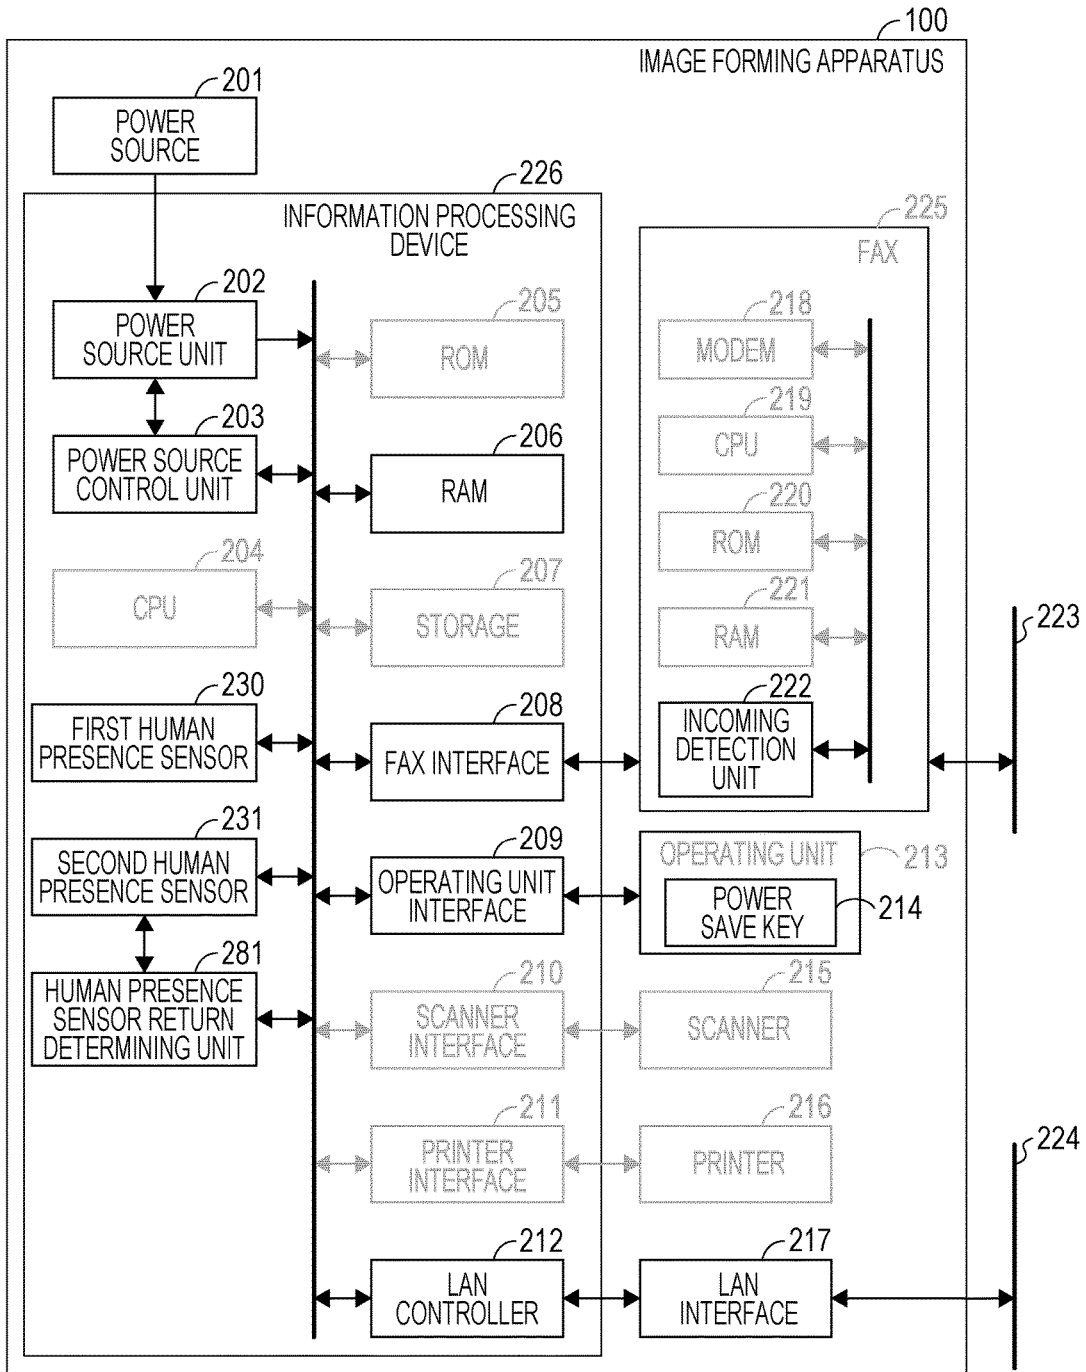 100
IMAGE FORMING APPARATUS
201
POWER
SOURCE
226
INFORMATION PROCESSING
DEVICE
202
POWER
SOURCE UNIT
203
POWER SOURCE
CONTROL UNIT
204
CPU
230
FIRST HUMAN
PRESENCE SENSOR
231
SECOND HUMAN
PRESENCE SENSOR
281
HUMAN PRESENCE
SENSOR RETURN
DETERMINING UNIT
205
ROM
206
RAM
207
STORAGE
208
FAX INTERFACE
209
OPERATING UNIT
INTERFACE
210
SCANNER
INTERFACE
211
PRINTER
INTERFACE
212
LAN
CONTROLLER
225
FAX
218
MODEM
219
CPU
220
ROM
221
RAM
222
INCOMING
DETECTION
UNIT
223
OPERATING UNIT
213
POWER
SAVE KEY
214
215
SCANNER
216
PRINTER
217
LAN
INTERFACE
224